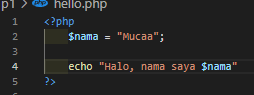 p1 > hello.php
1 <?php
2 $nama = "Mucaa";
3
4 echo "Halo, nama saya $nama"
5 ?>